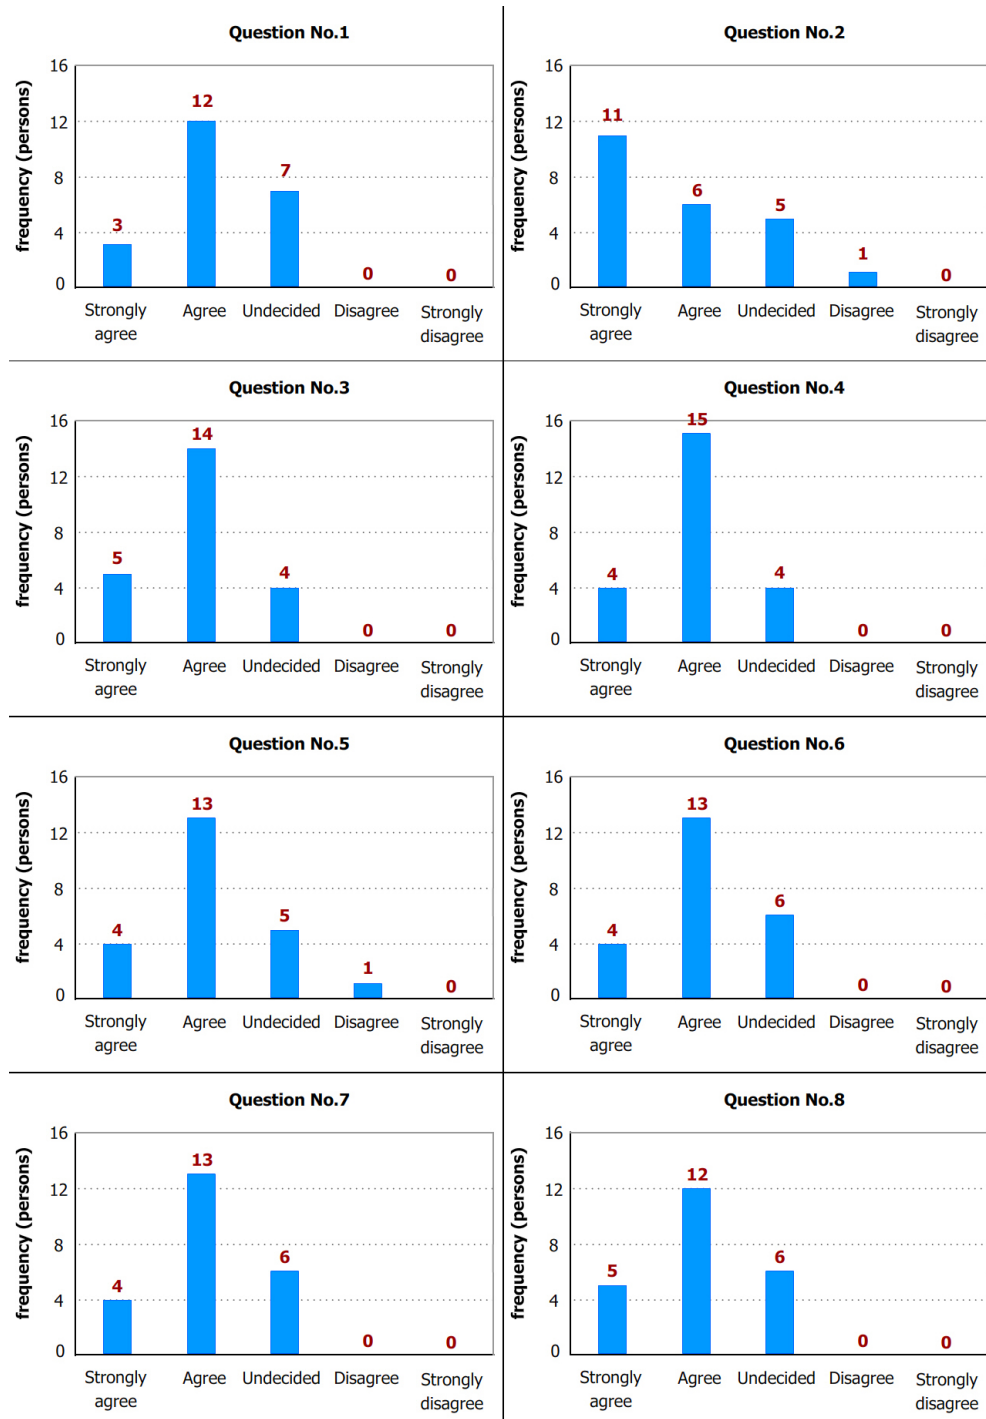 Question No.1
frequency (persons)
16
12
8
4
0
3
12
7
0
0
Strongly agree
Agree
Undecided
Disagree
Strongly disagree
Question No.2
frequency (persons)
16
12
8
4
0
11
6
5
1
0
Strongly agree
Agree
Undecided
Disagree
Strongly disagree
Question No.3
frequency (persons)
16
12
8
4
0
5
14
4
0
0
Strongly agree
Agree
Undecided
Disagree
Strongly disagree
Question No.4
frequency (persons)
16
12
8
4
0
4
15
4
0
0
Strongly agree
Agree
Undecided
Disagree
Strongly disagree
Question No.5
frequency (persons)
16
12
8
4
0
4
13
5
1
0
Strongly agree
Agree
Undecided
Disagree
Strongly disagree
Question No.6
frequency (persons)
16
12
8
4
0
4
13
6
0
0
Strongly agree
Agree
Undecided
Disagree
Strongly disagree
Question No.7
frequency (persons)
16
12
8
4
0
4
13
6
0
0
Strongly agree
Agree
Undecided
Disagree
Strongly disagree
Question No.8
frequency (persons)
16
12
8
4
0
5
12
6
0
0
Strongly agree
Agree
Undecided
Disagree
Strongly disagree